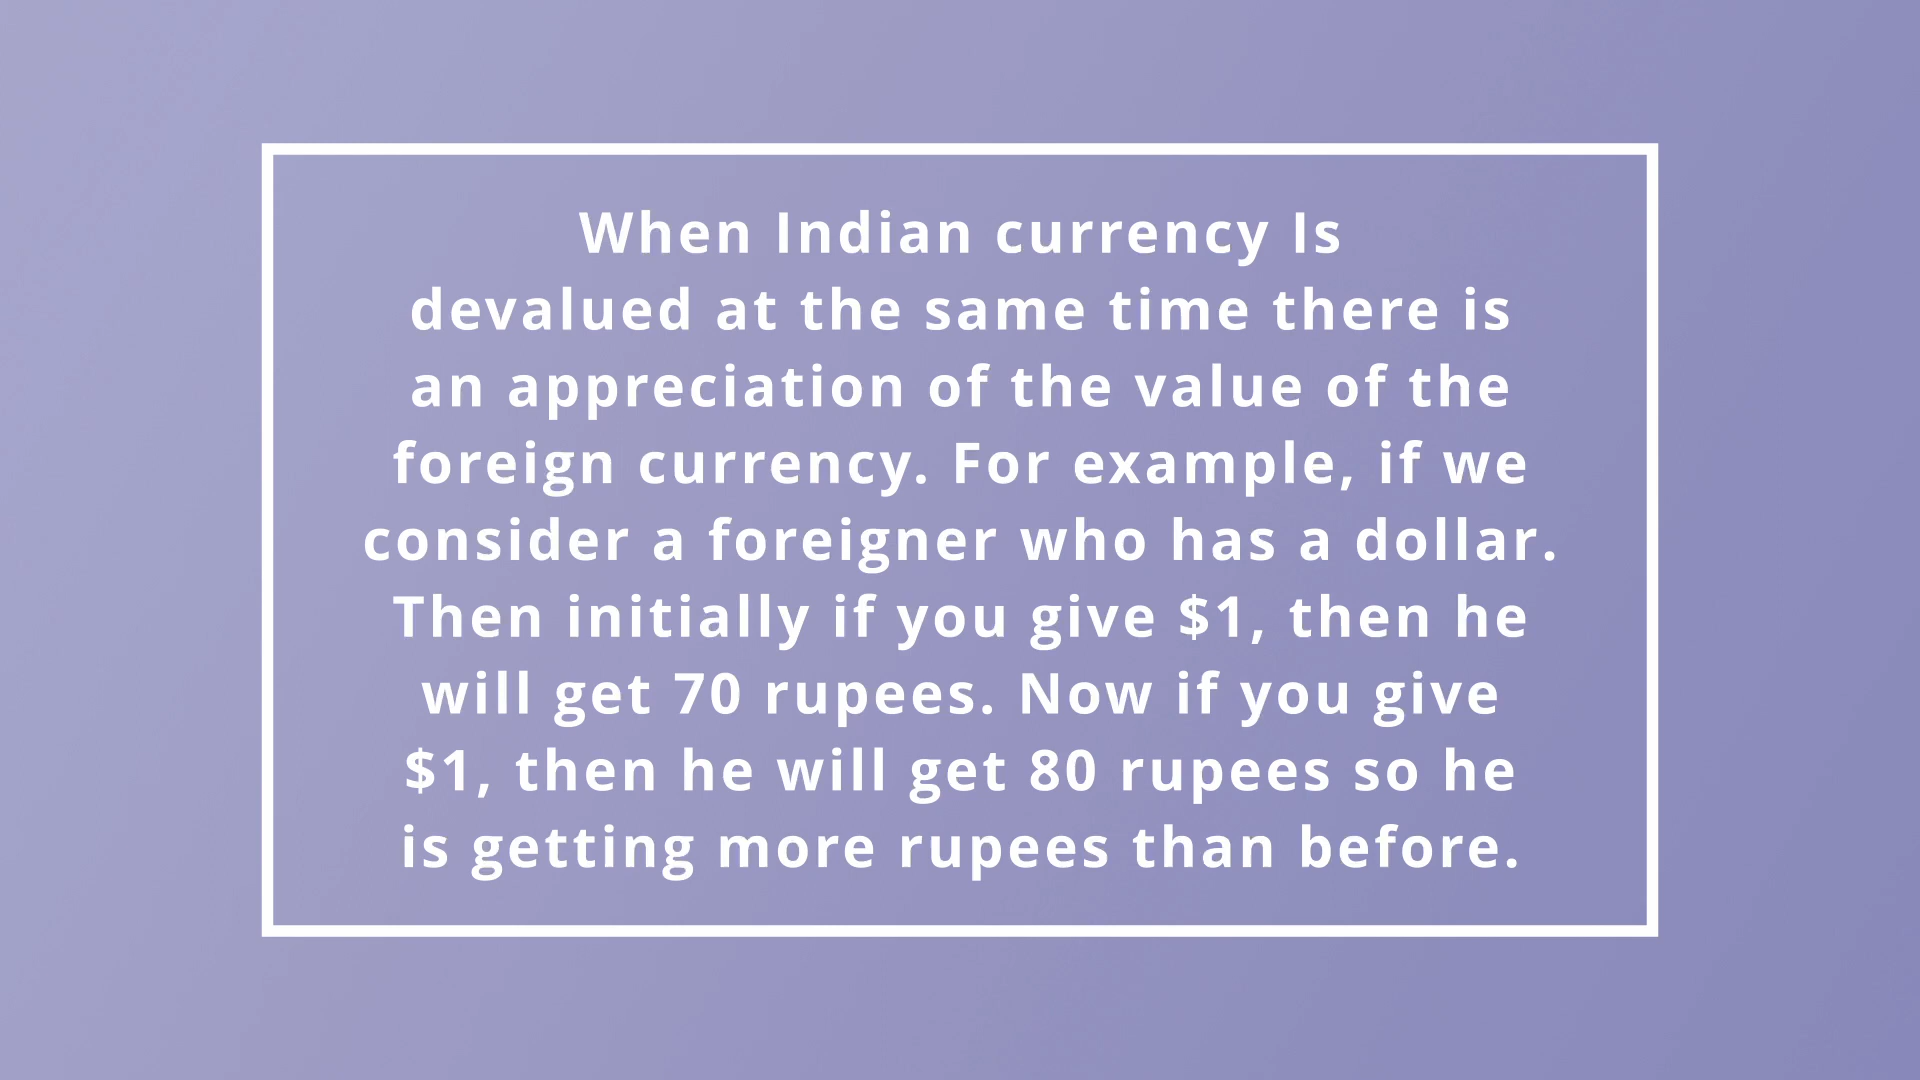 When Indian currency Is
devalued at the same time there is
an appreciation of the value of the
foreign currency. For example, if we
consider a foreigner who has a dollar.
Then initially if you give $1, then he
will get 70 rupees. Now if you give
$1, then he will get 80 rupees so he
is getting more rupees than before.